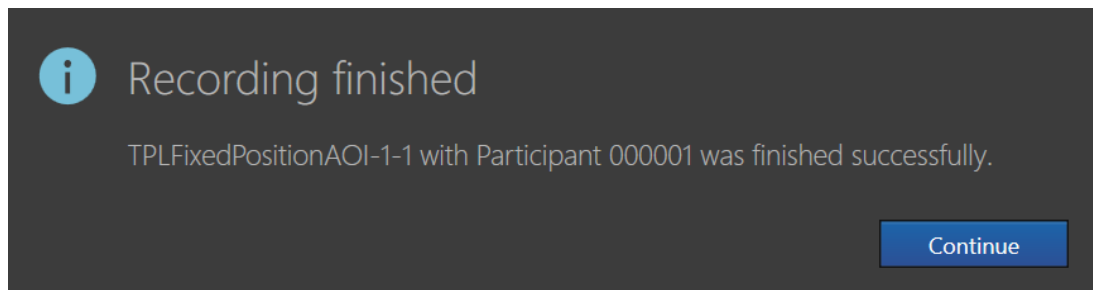 Recording finished
TPLFixedPositionAOI-1-1 with Participant 000001 was finished successfully.
Continue